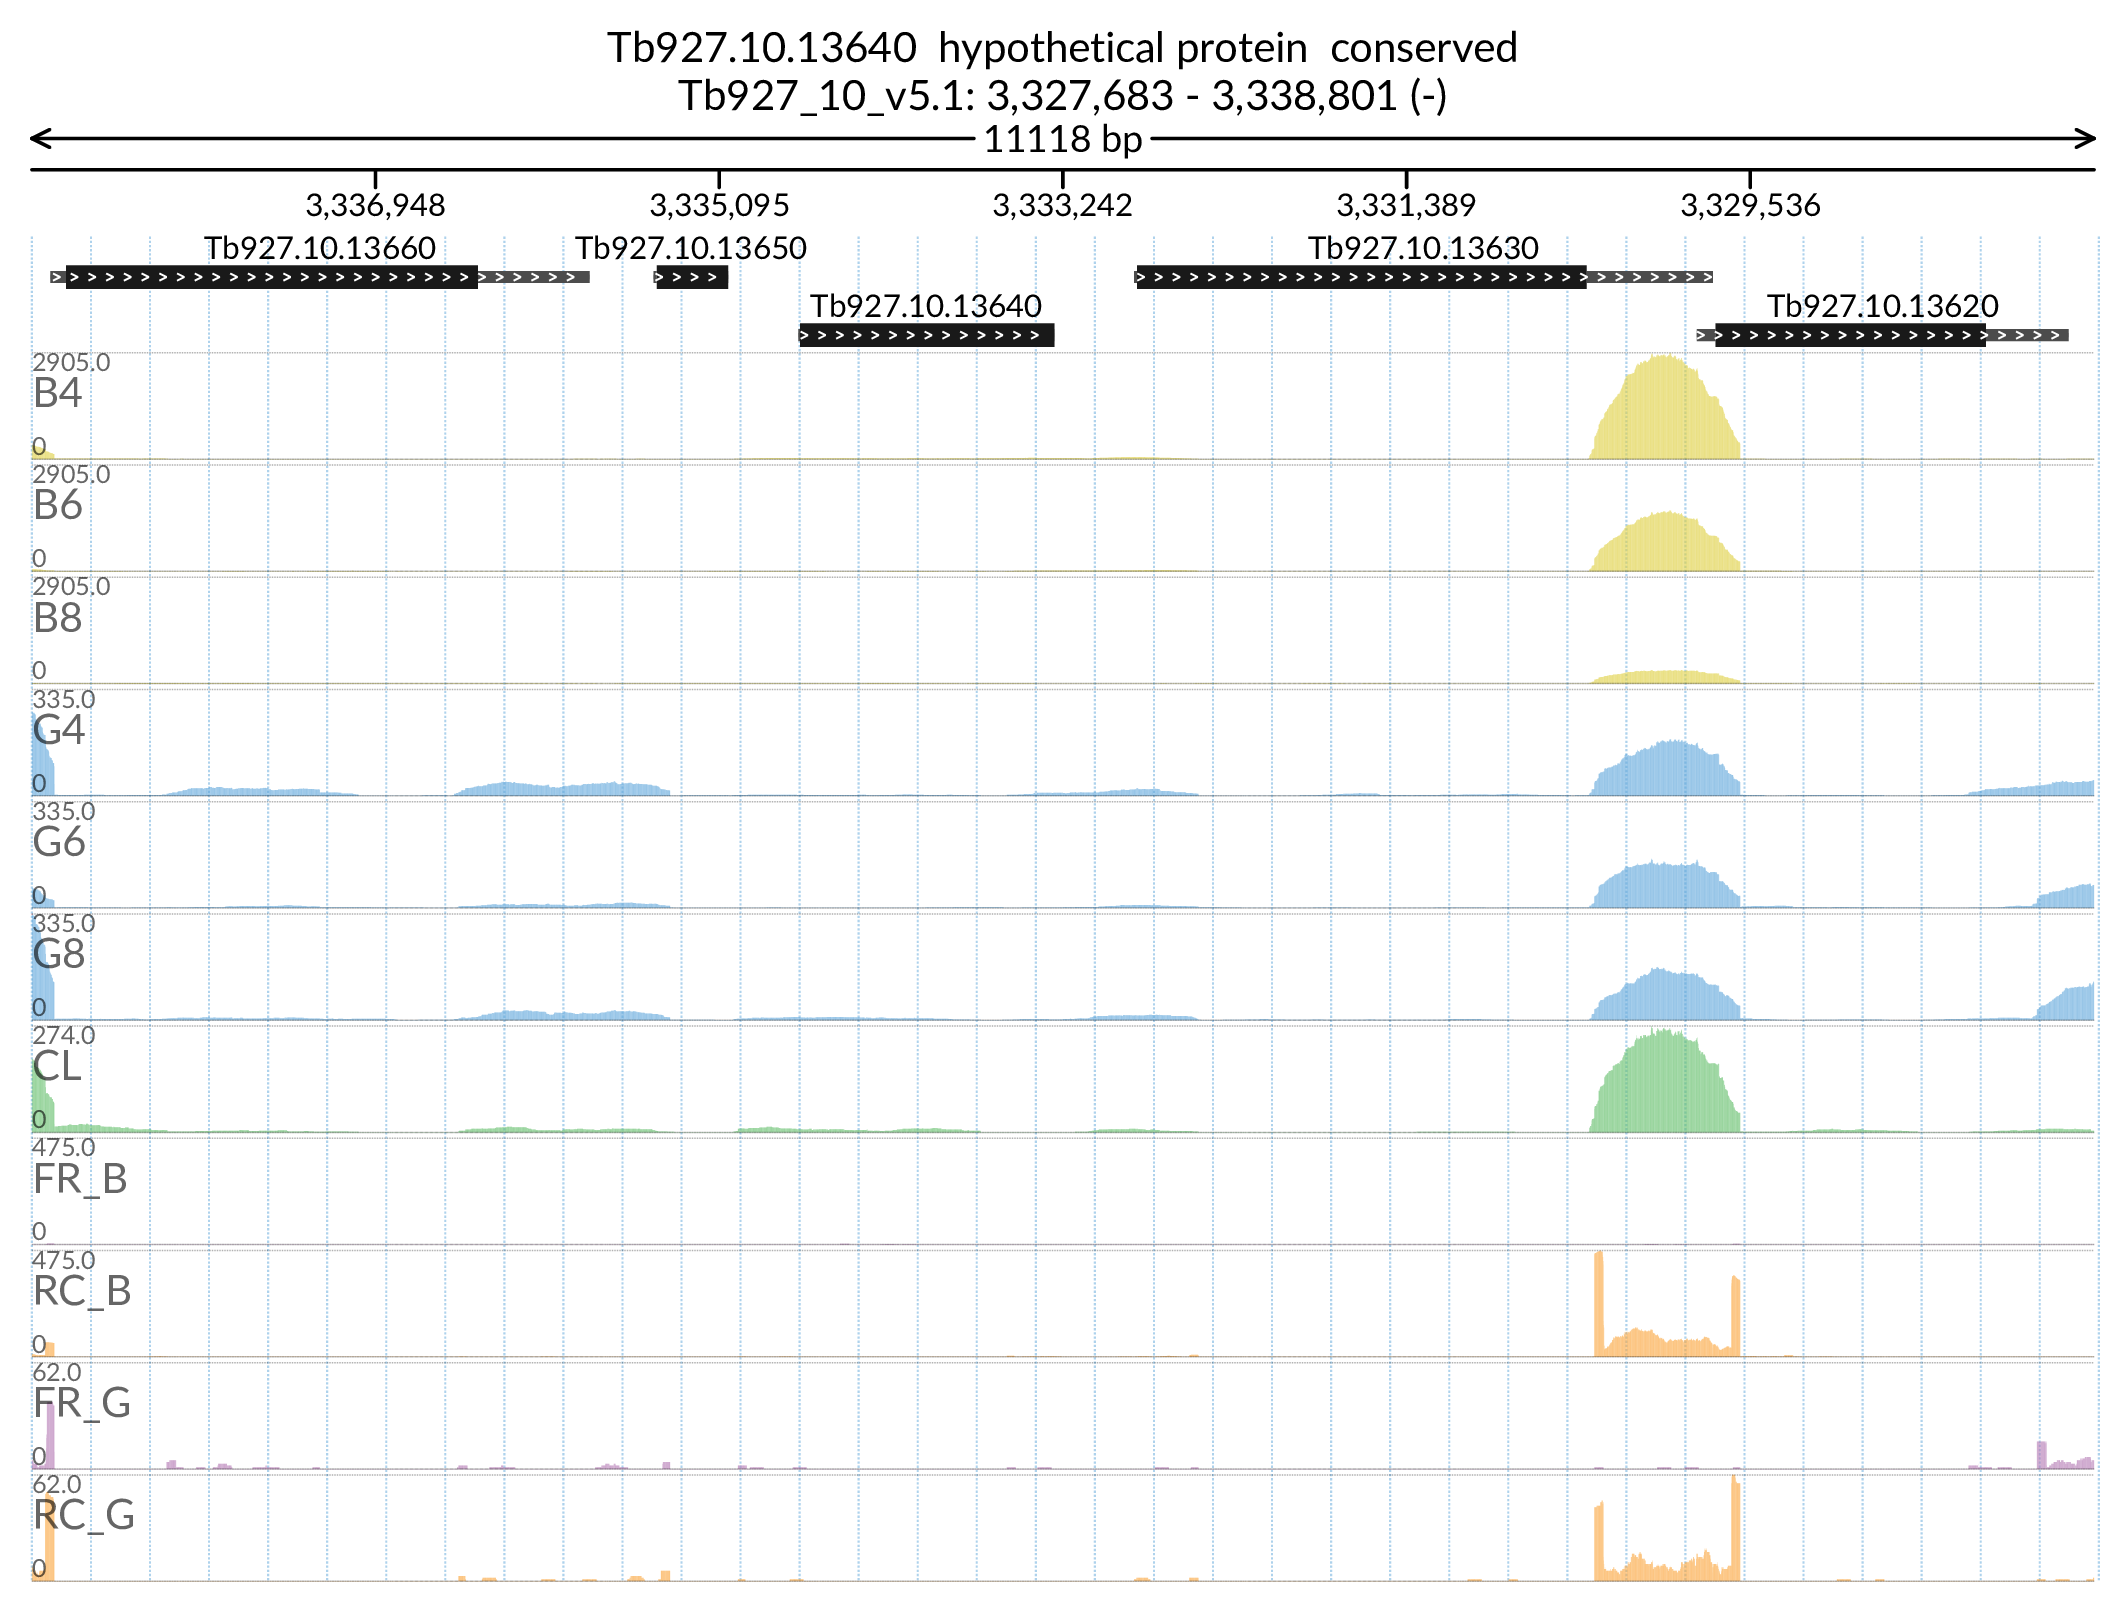 Tb927.10.13640  hypothetical protein  conserved
Tb927_10_v5.1: 3,327,683 - 3,338,801 (-)
11118 bp
3,336,948 3,335,095 3,333,242 3,331,389 3,329,536
Tb927.10.13660 Tb927.10.13650 Tb927.10.13630
Tb927.10.13640 Tb927.10.13620
2905.0
B4
0
2905.0
B6
0
2905.0
B8
0
335.0
G4
0
335.0
G6
0
335.0
G8
0
274.0
CL
0
475.0
FR_B
0
475.0
RC_B
0
62.0
FR_G
0
62.0
RC_G
0